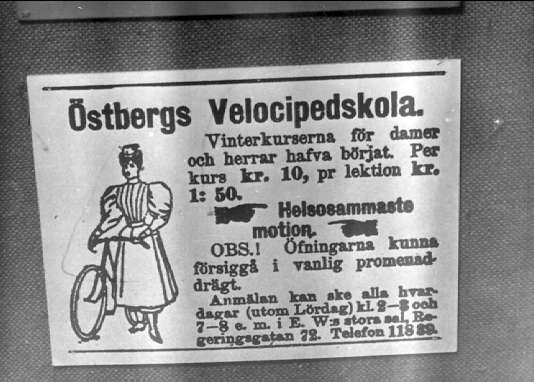 Östbergs Velocipedskola.
Vinterkurserna för damer
och herrar hafva börjat. Per
kurs kr. 10, pr lektion kr.
1: 50.
Helsosammaste
motion.
OBS.! Öfningarna kunna
försiggå i vanlig promenad-
drägt.
Anmälan kan ske alla hvar-
dagar (utom Lördag) kl. 2—3 och
7—8 e. m. i E. W:s stora sal, Re-
geringsgatan 72. Telefon 118 89.